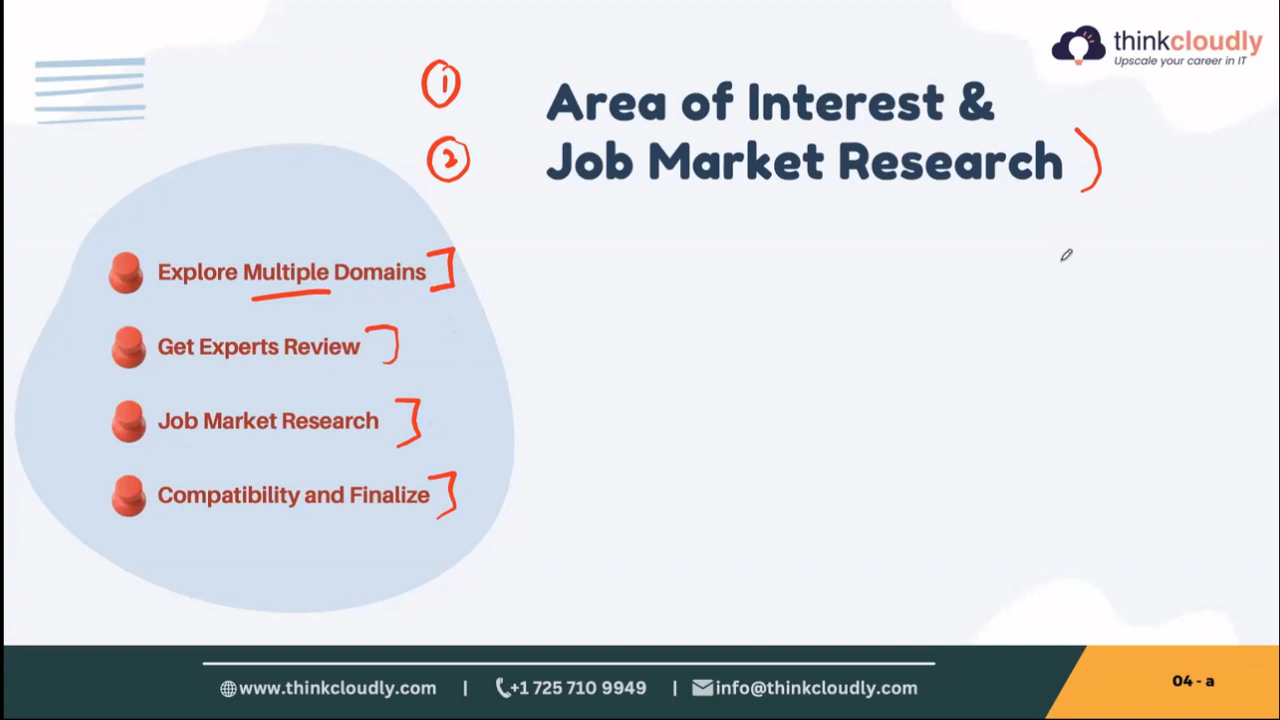 thinkcloudly
Upscale your career in IT
1
Area of Interest &
2
Job Market Research
Explore Multiple Domains
Get Experts Review
Job Market Research
Compatibility and Finalize
www.thinkcloudly.com | +1 725 710 9949 | info@thinkcloudly.com
04 - a